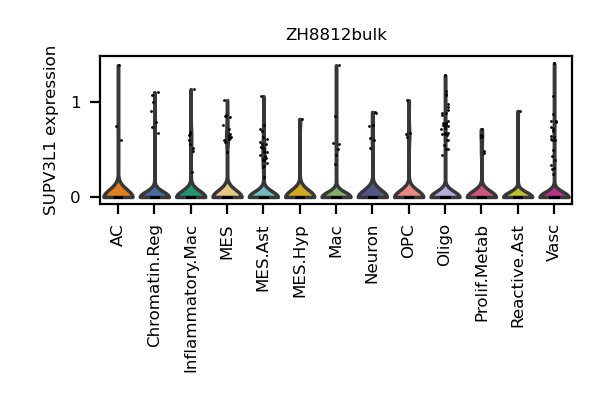 ZH8812bulk
SUPV3L1 expression
1
0
AC
Chromatin.Reg
Inflammatory.Mac
MES
MES.Ast
MES.Hyp
Mac
Neuron
OPC
Oligo
Prolif.Metab
Reactive.Ast
Vasc